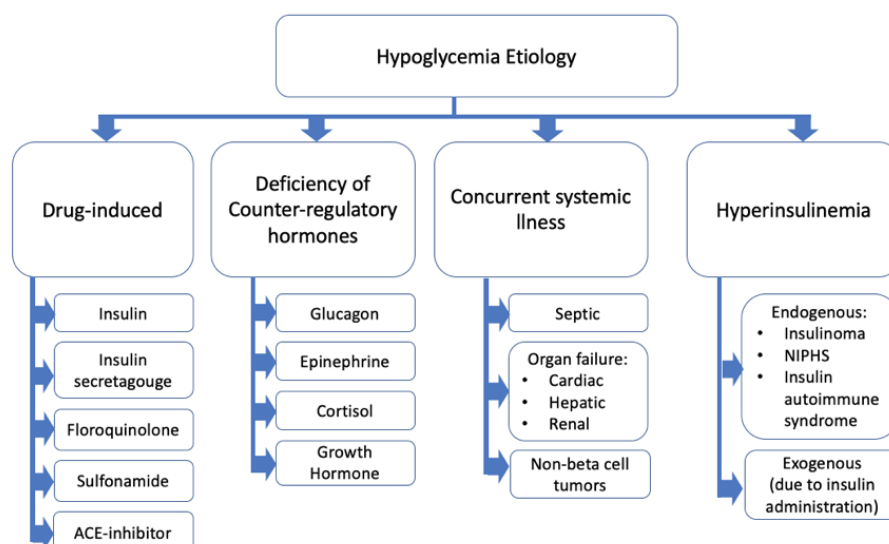 Hypoglycemia Etiology
Drug-induced
Deficiency of
Counter-regulatory
hormones
Concurrent systemic
llness
Hyperinsulinemia
Insulin
Insulin
secretagouge
Floroquinolone
Sulfonamide
ACE-inhibitor
Glucagon
Epinephrine
Cortisol
Growth
Hormone
Septic
Organ failure:
• Cardiac
• Hepatic
• Renal
Non-beta cell
tumors
Endogenous:
• Insulinoma
• NIPHS
• Insulin
autoimmune
syndrome
Exogenous
(due to insulin
administration)